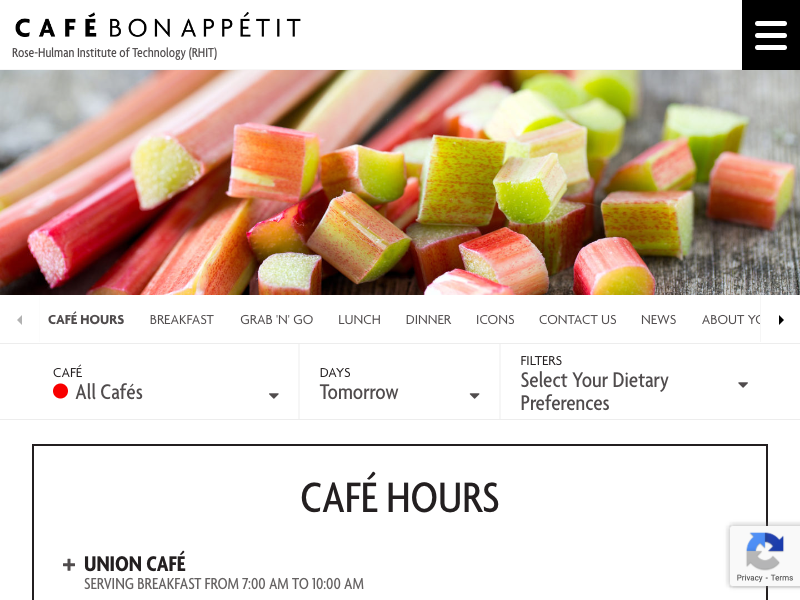 CAFÉ BON APPÉTIT
Rose-Hulman Institute of Technology (RHIT)
CAFÉ HOURS BREAKFAST GRAB 'N' GO LUNCH DINNER ICONS CONTACT US NEWS ABOUT YO
CAFÉ
All Cafés
DAYS
Tomorrow
FILTERS
Select Your Dietary
Preferences
CAFÉ HOURS
UNION CAFÉ
SERVING BREAKFAST FROM 7:00 AM TO 10:00 AM
Privacy - Terms